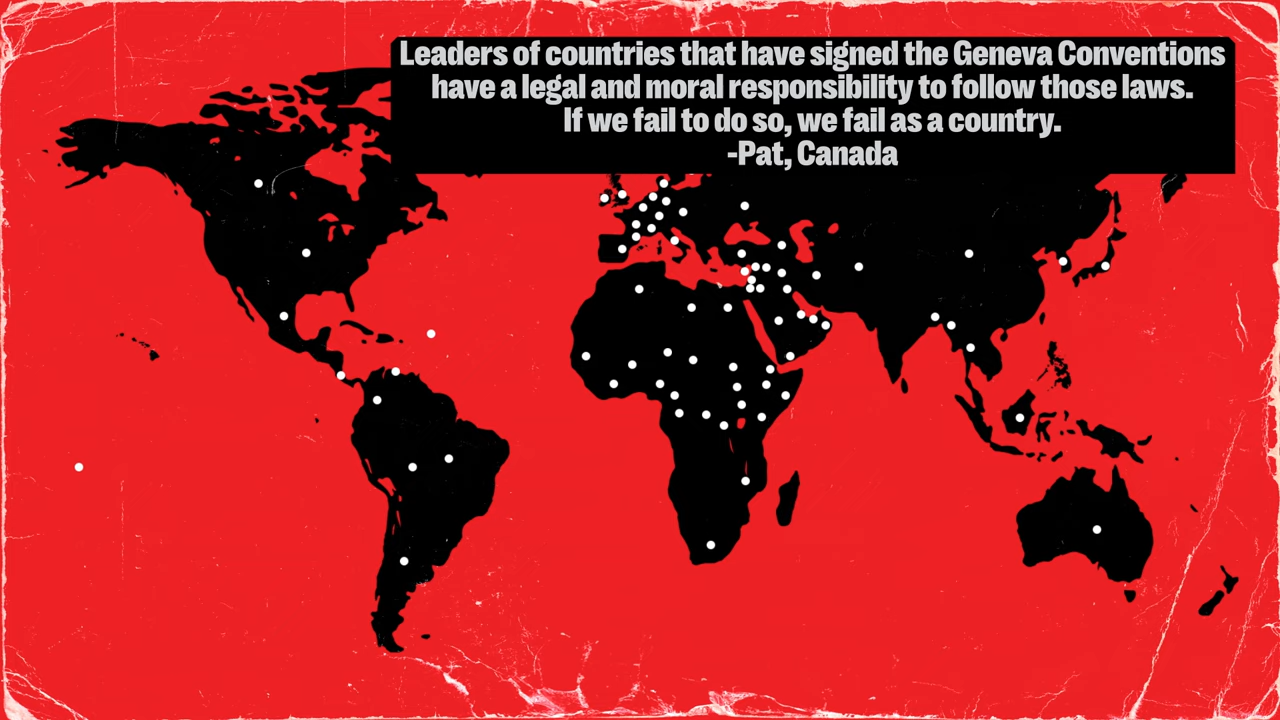 Leaders of countries that have signed the Geneva Conventions
have a legal and moral responsibility to follow those laws.
If we fail to do so, we fail as a country.
-Pat, Canada